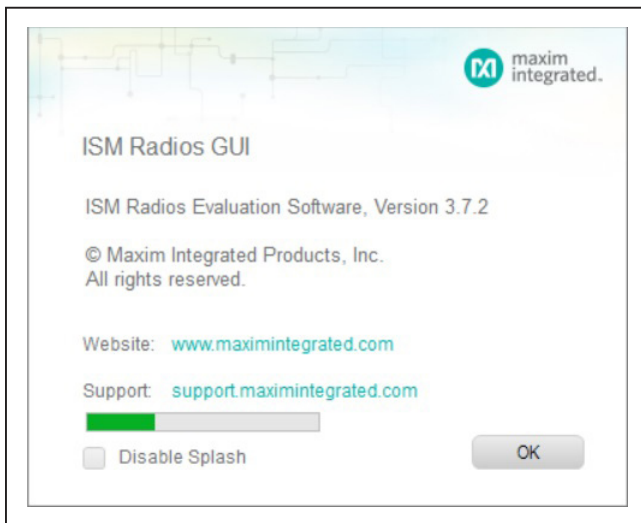 maxim
integrated™
ISM Radios GUI
ISM Radios Evaluation Software, Version 3.7.2
© Maxim Integrated Products, Inc.
All rights reserved.
Website: www.maximintegrated.com
Support: support.maximintegrated.com
Disable Splash
OK